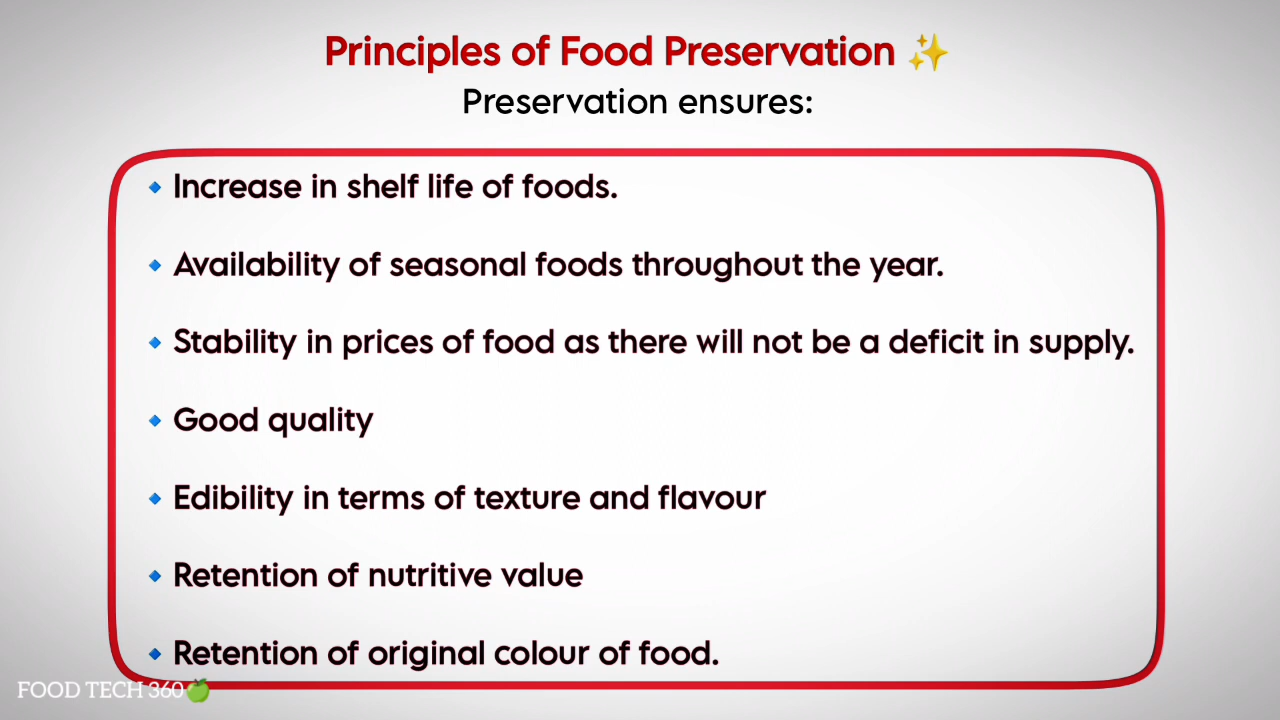 Principles of Food Preservation ✨
Preservation ensures:
🔹 Increase in shelf life of foods.
🔹 Availability of seasonal foods throughout the year.
🔹 Stability in prices of food as there will not be a deficit in supply.
🔹 Good quality
🔹 Edibility in terms of texture and flavour
🔹 Retention of nutritive value
🔹 Retention of original colour of food.
FOOD TECH 360🍏